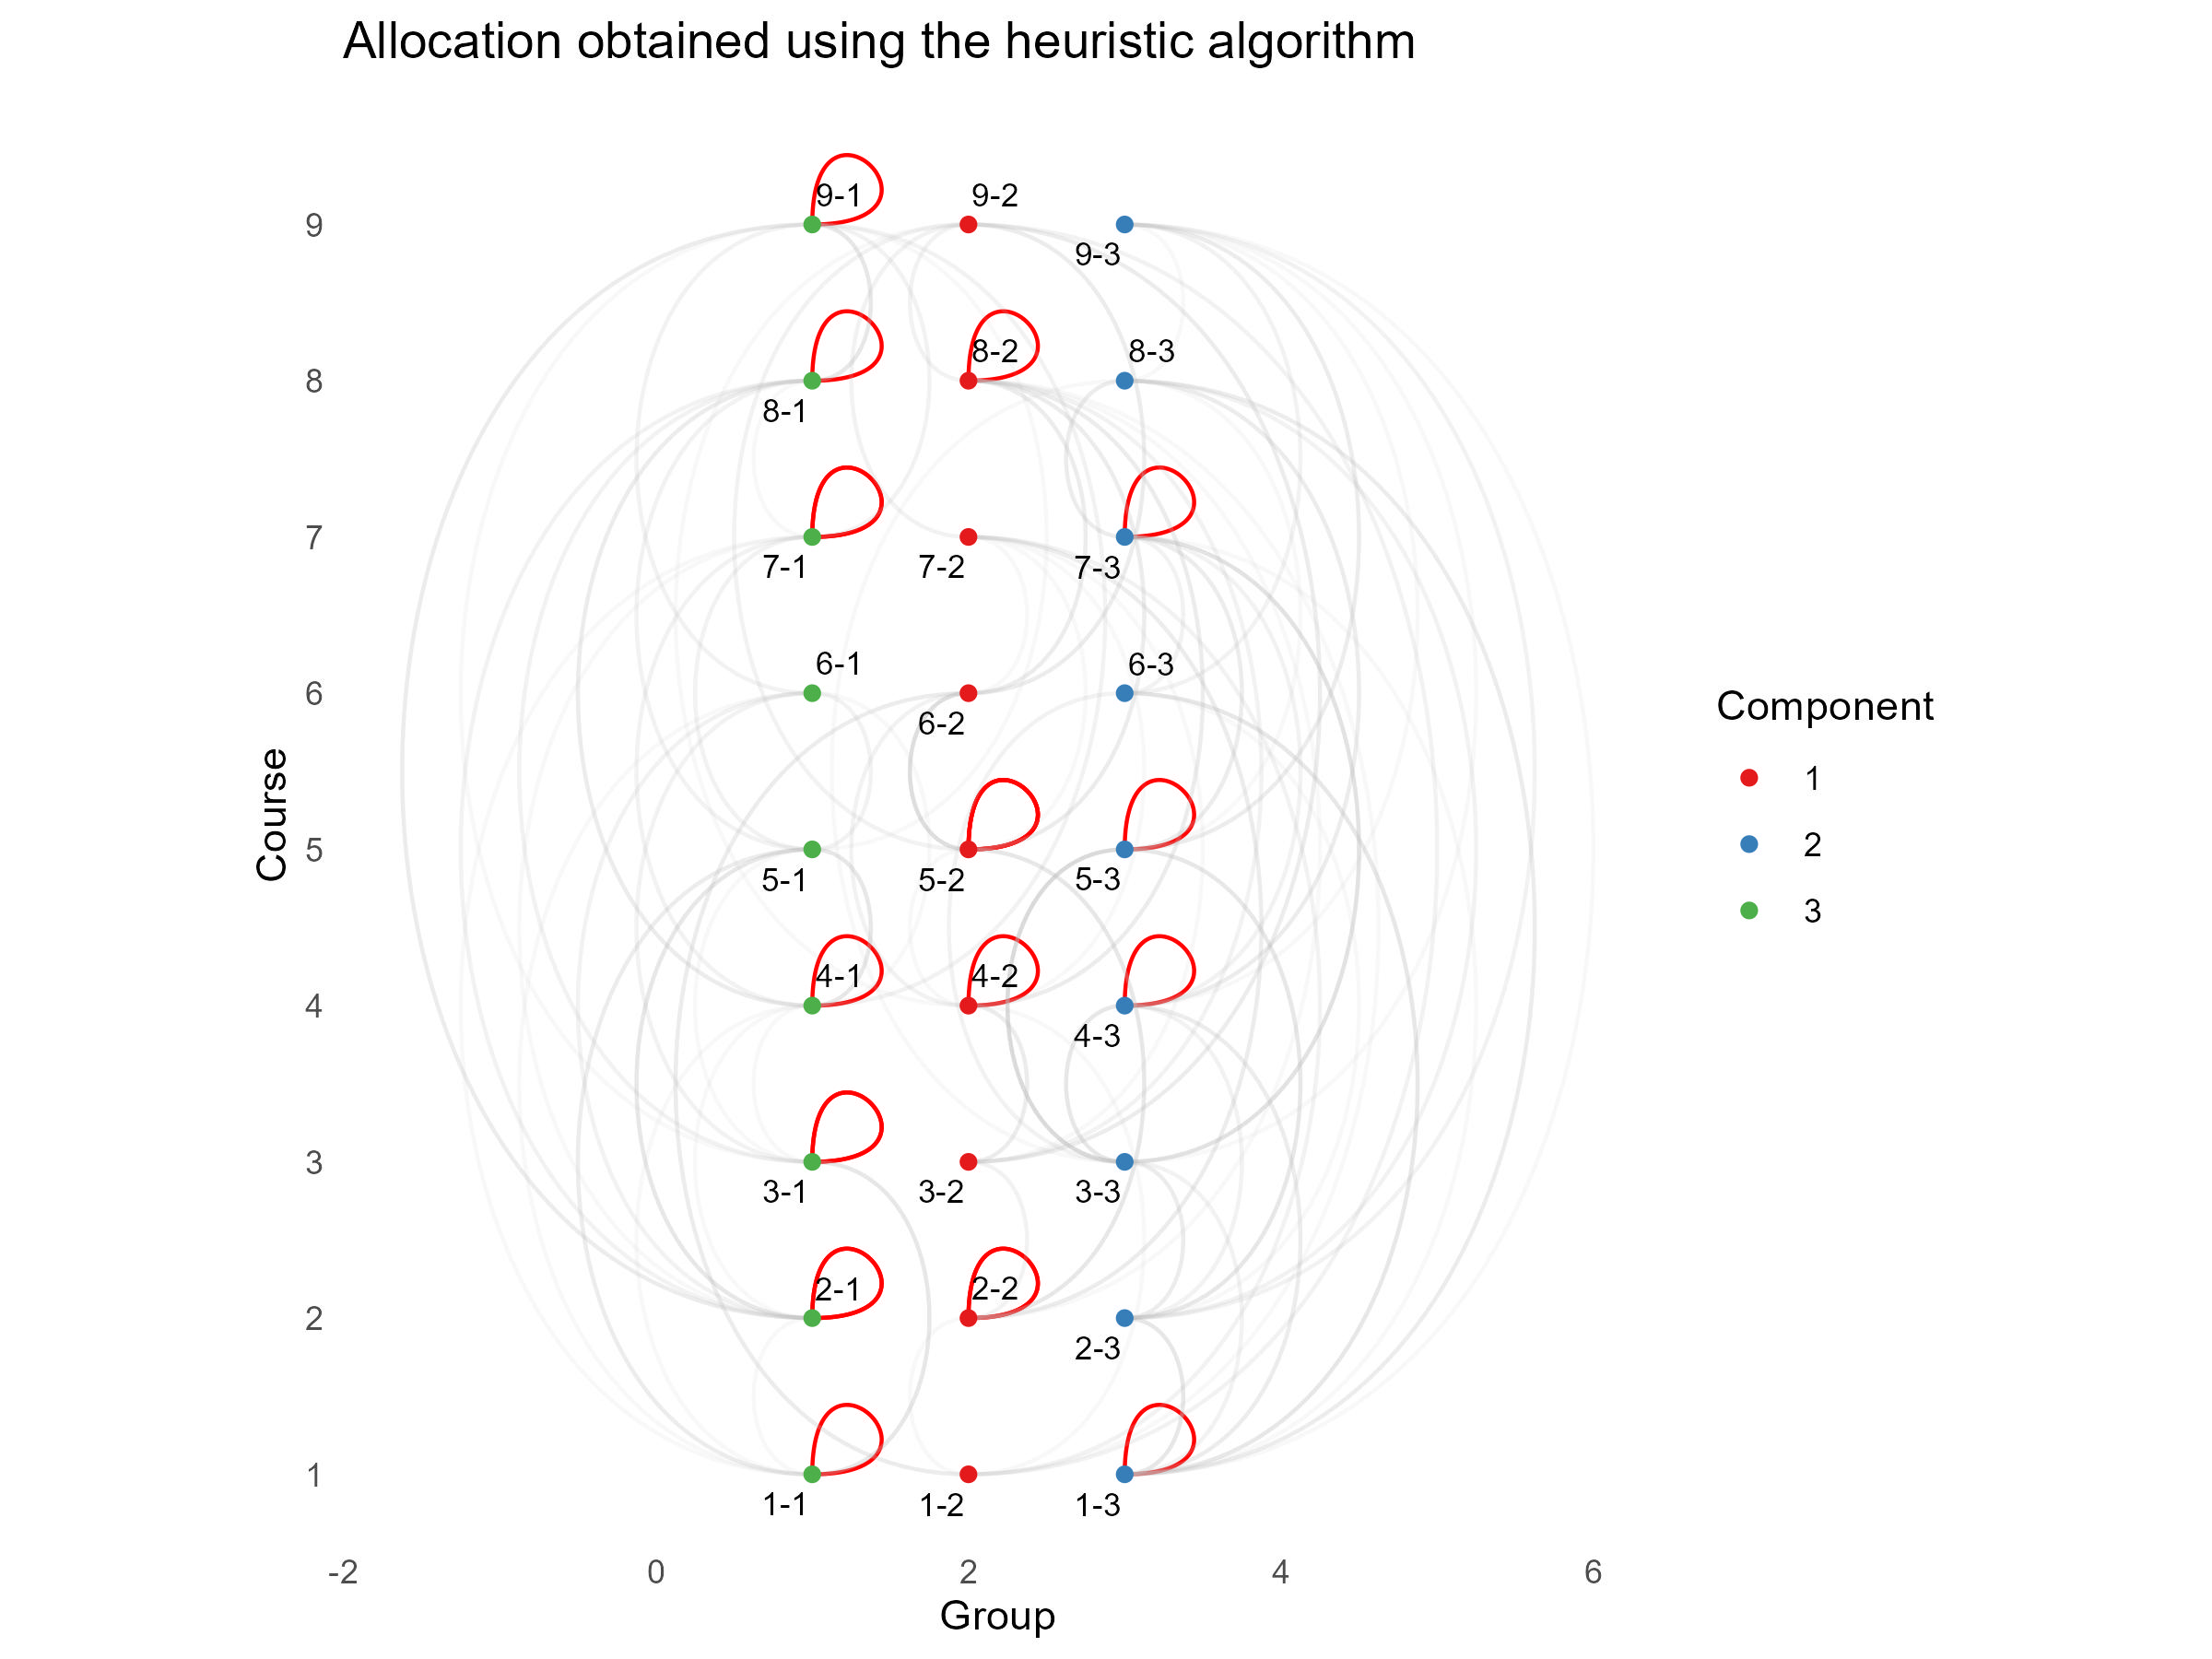 Allocation obtained using the heuristic algorithm
9-1 9-2
9
9-3
8-2 8-3
8
8-1
7
7-1 7-2 7-3
6-1 6-3
6
6-2
5
5-1 5-2 5-3
4-1 4-2
4
4-3
3
3-1 3-2 3-3
2-1 2-2
2
2-3
1
1-1 1-2 1-3
-2 0 2 4 6
Group
Course
Component
1
2
3